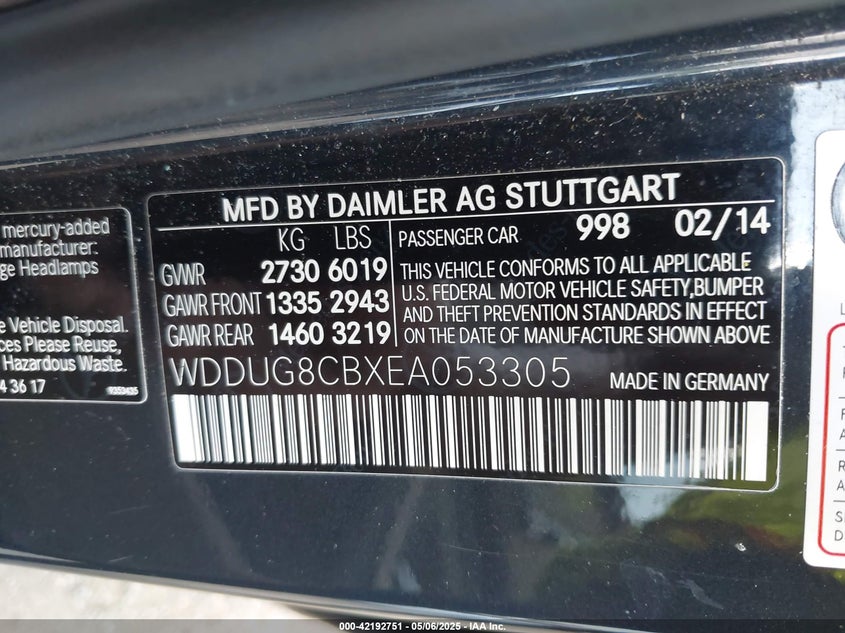 mercury-added
manufacturer:
ge Headlamps
e Vehicle Disposal.
ces Please Reuse,
Hazardous Waste.
4 36 17
MFD BY DAIMLER AG STUTTGART
KG LBS PASSENGER CAR 998 02/14
GVWR 2730 6019
GAWR FRONT 1335 2943
GAWR REAR 1460 3219
THIS VEHICLE CONFORMS TO ALL APPLICABLE
U.S. FEDERAL MOTOR VEHICLE SAFETY,BUMPER
AND THEFT PREVENTION STANDARDS IN EFFECT
ON THE DATE OF MANUFACTURE SHOWN ABOVE
WDDUG8CBXEA053305 MADE IN GERMANY
000-42192751 - 05/06/2025 - IAA Inc.